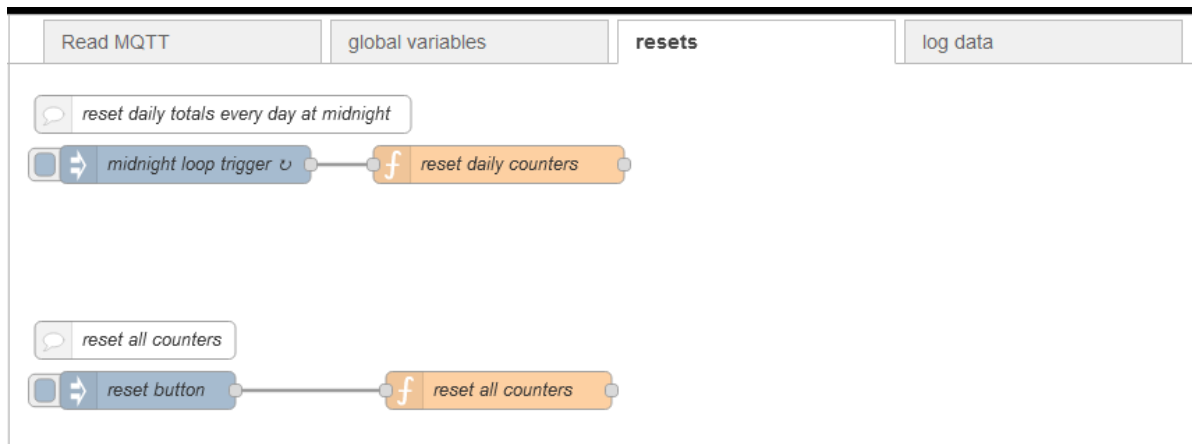 Read MQTT
global variables
resets
log data
reset daily totals every day at midnight
midnight loop trigger ↻
reset daily counters
reset all counters
reset button
reset all counters